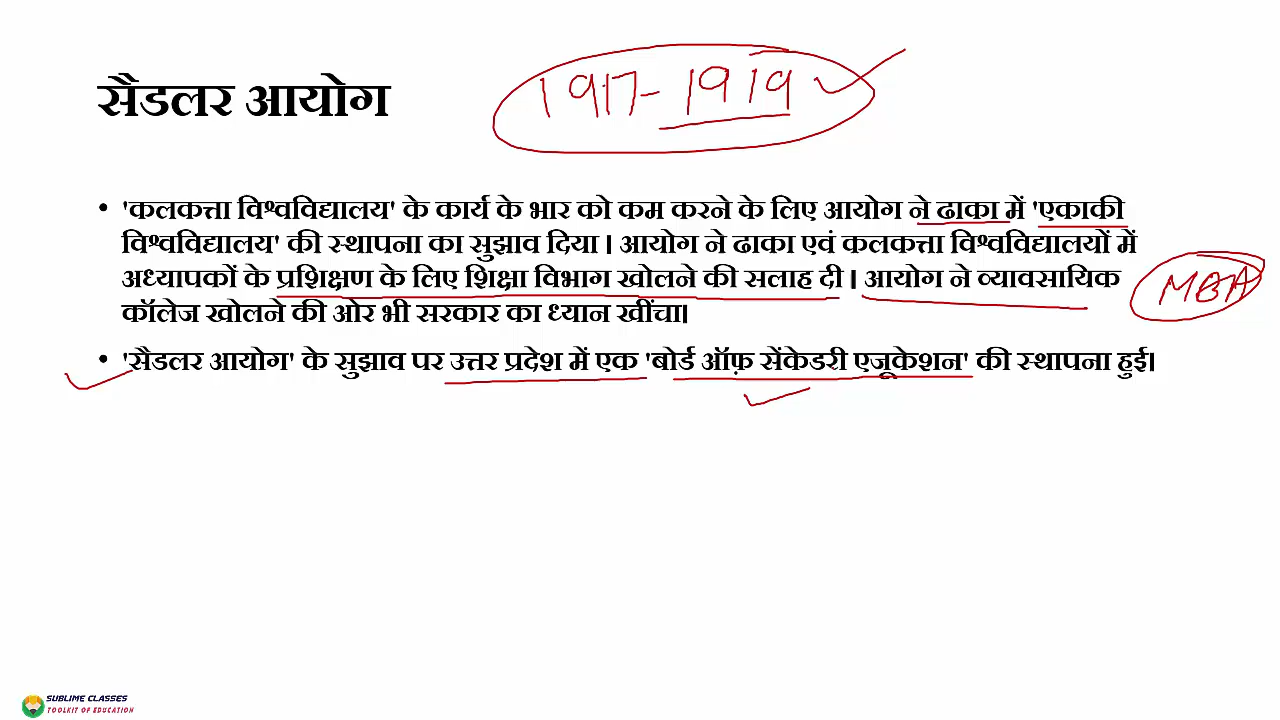 सैडलर आयोग 1917-1919
• 'कलकत्ता विश्वविद्यालय' के कार्य के भार को कम करने के लिए आयोग ने ढाका में 'एकाकी
विश्वविद्यालय' की स्थापना का सुझाव दिया। आयोग ने ढाका एवं कलकत्ता विश्वविद्यालयों में
अध्यापकों के प्रशिक्षण के लिए शिक्षा विभाग खोलने की सलाह दी। आयोग ने व्यावसायिक MBA
कॉलेज खोलने की ओर भी सरकार का ध्यान खींचा।
• 'सैडलर आयोग' के सुझाव पर उत्तर प्रदेश में एक 'बोर्ड ऑफ़ सेंकेडरी एजूकेशन' की स्थापना हुई।
SUBLIME CLASSES
TOOLKIT OF EDUCATION